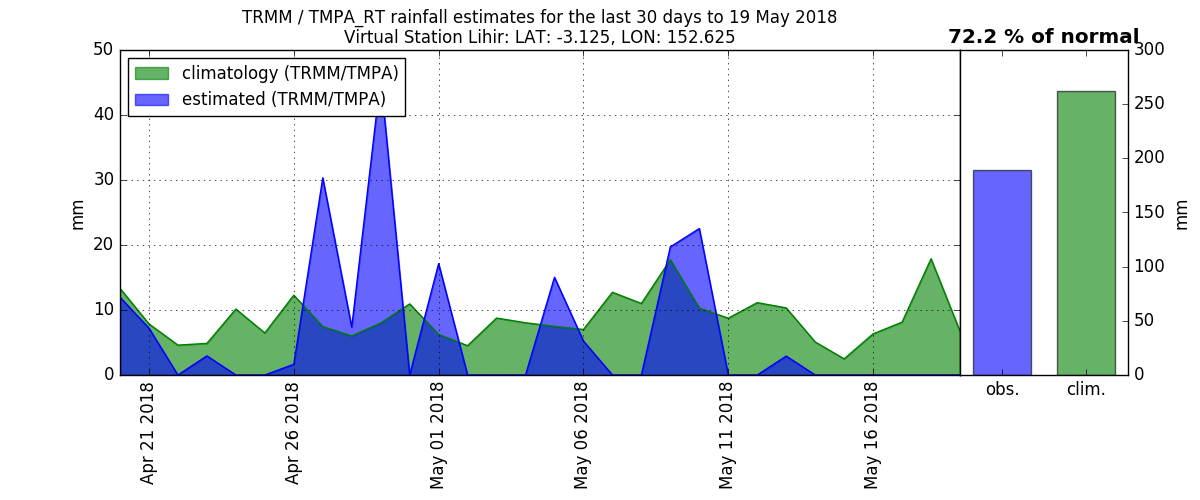 TRMM / TMPA_RT rainfall estimates for the last 30 days to 19 May 2018
Virtual Station Lihir: LAT: -3.125, LON: 152.625
72.2 % of normal
climatology (TRMM/TMPA)
estimated (TRMM/TMPA)
50
40
30
20
10
0
mm
Apr 21 2018
Apr 26 2018
May 01 2018
May 06 2018
May 11 2018
May 16 2018
300
250
200
150
100
50
0
mm
obs.
clim.